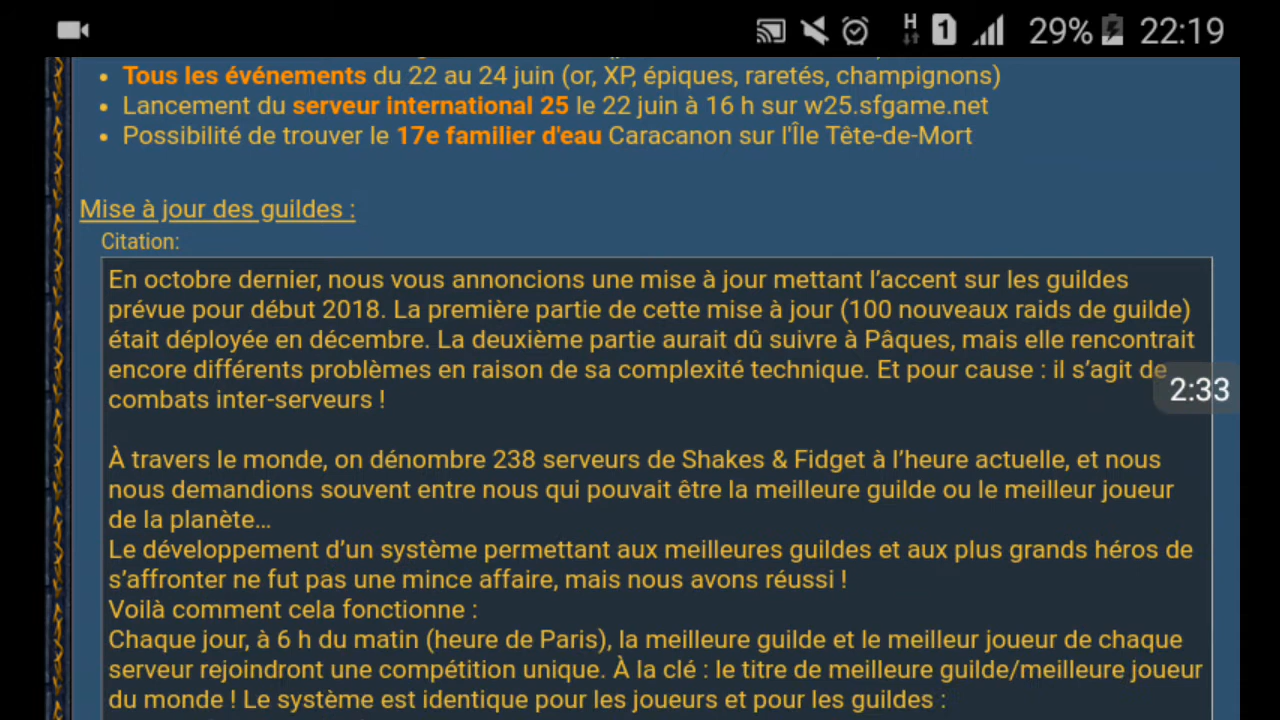 H
1
29%
22:19
Tous les événements du 22 au 24 juin (or, XP, épiques, raretés, champignons)
Lancement du serveur international 25 le 22 juin à 16 h sur w25.sfgame.net
Possibilité de trouver le 17e familier d'eau Caracanon sur l'Île Tête-de-Mort
Mise à jour des guildes :
Citation:
En octobre dernier, nous vous annoncions une mise à jour mettant l’accent sur les guildes
prévue pour début 2018. La première partie de cette mise à jour (100 nouveaux raids de guilde)
était déployée en décembre. La deuxième partie aurait dû suivre à Pâques, mais elle rencontrait
encore différents problèmes en raison de sa complexité technique. Et pour cause : il s’agit de
2:33
combats inter-serveurs !
À travers le monde, on dénombre 238 serveurs de Shakes & Fidget à l’heure actuelle, et nous
nous demandions souvent entre nous qui pouvait être la meilleure guilde ou le meilleur joueur
de la planète…
Le développement d’un système permettant aux meilleures guildes et aux plus grands héros de
s’affronter ne fut pas une mince affaire, mais nous avons réussi !
Voilà comment cela fonctionne :
Chaque jour, à 6 h du matin (heure de Paris), la meilleure guilde et le meilleur joueur de chaque
serveur rejoindront une compétition unique. À la clé : le titre de meilleure guilde/meilleure joueur
du monde ! Le système est identique pour les joueurs et pour les guildes :